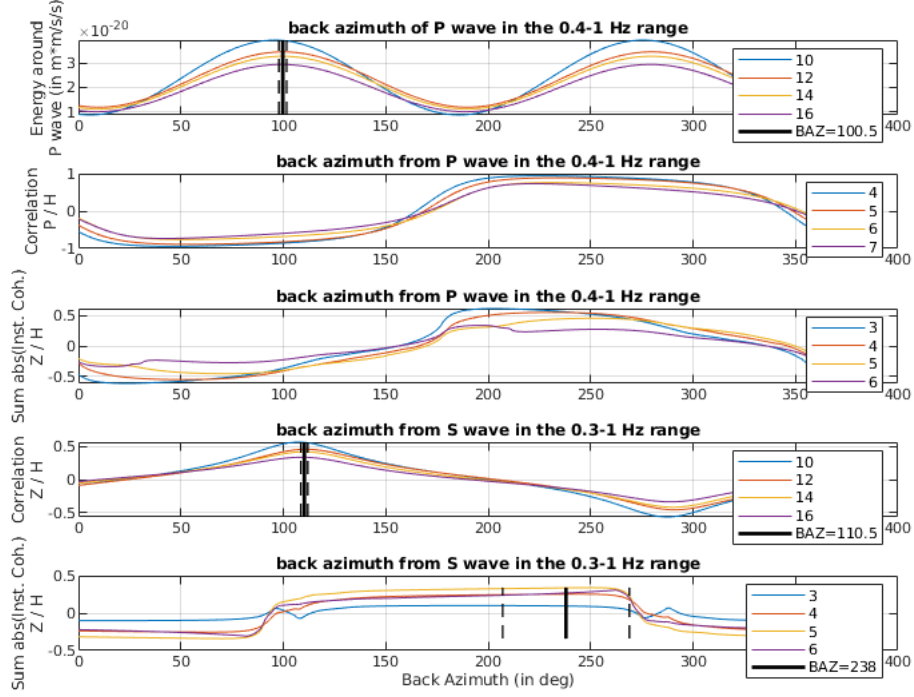 back azimuth of P wave in the 0.4-1 Hz range
×10⁻²⁰
Energy around
P wave (in m*m/s/s)
3
2
1
0 50 100 150 200 250 300 400
10
12
14
16
BAZ=100.5
back azimuth from P wave in the 0.4-1 Hz range
Correlation
P / H
1
0
-1
0 50 100 150 200 250 300 350 400
4
5
6
7
back azimuth from P wave in the 0.4-1 Hz range
Sum abs(Inst. Coh.)
Z / H
0.5
0
-0.5
0 50 100 150 200 250 300 350 400
3
4
5
6
back azimuth from S wave in the 0.3-1 Hz range
Correlation
Z / H
0.5
0
-0.5
0 50 100 150 200 250 300 400
10
12
14
16
BAZ=110.5
back azimuth from S wave in the 0.3-1 Hz range
Sum abs(Inst. Coh.)
Z / H
0.5
0
-0.5
0 50 100 150 200 250 300 400
3
4
5
6
BAZ=238
Back Azimuth (in deg)